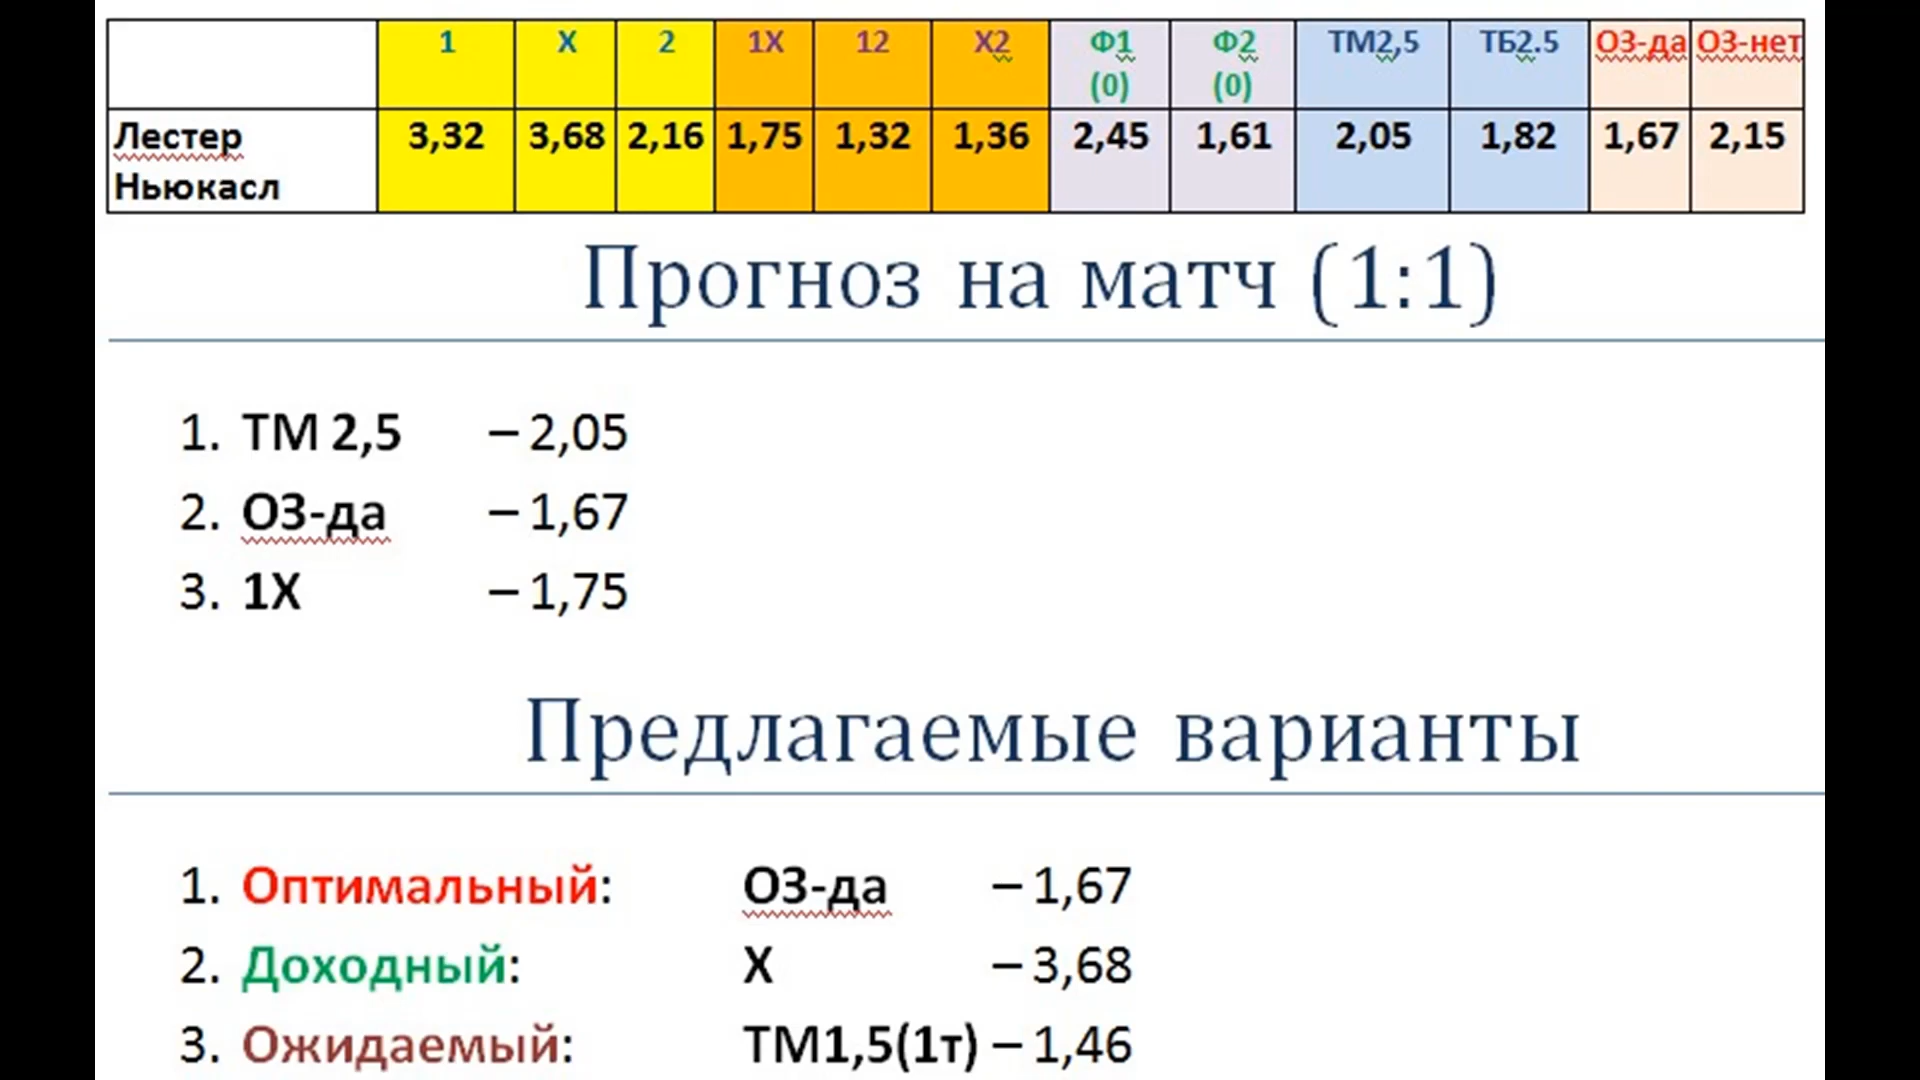 1 X 2 1X 12 X2 Ф1 (0) Ф2 (0) ТМ2,5 ТБ2.5 ОЗ-да ОЗ-нет
Лестер Ньюкасл 3,32 3,68 2,16 1,75 1,32 1,36 2,45 1,61 2,05 1,82 1,67 2,15
Прогноз на матч (1:1)
1. ТМ 2,5 – 2,05
2. ОЗ-да – 1,67
3. 1X – 1,75
Предлагаемые варианты
1. Оптимальный: ОЗ-да – 1,67
2. Доходный: X – 3,68
3. Ожидаемый: ТМ1,5(1т) – 1,46